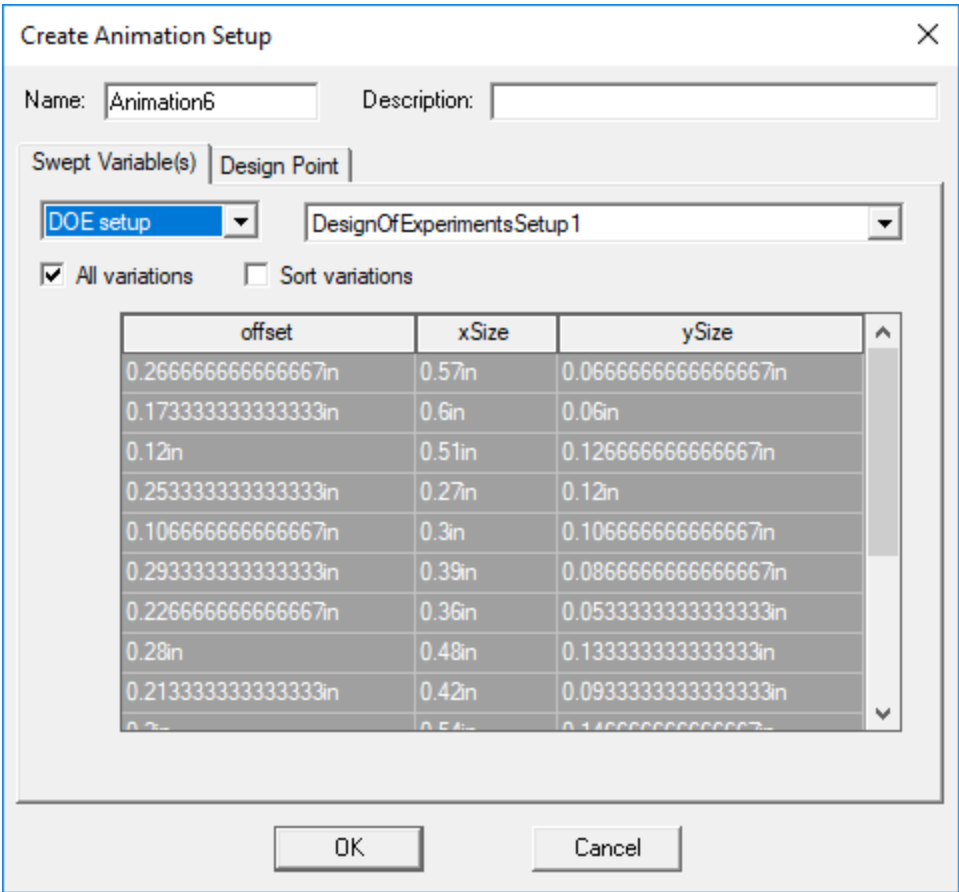 Create Animation Setup
Name: Animation6 Description:
Swept Variable(s) Design Point
DOE setup DesignOfExperimentsSetup1
All variations Sort variations
offset xSize ySize
0.266666666666667in 0.57in 0.0666666666666667in
0.173333333333333in 0.6in 0.06in
0.12in 0.51in 0.126666666666667in
0.253333333333333in 0.27in 0.12in
0.106666666666667in 0.3in 0.106666666666667in
0.293333333333333in 0.39in 0.0866666666666667in
0.226666666666667in 0.36in 0.0533333333333333in
0.28in 0.48in 0.133333333333333in
0.213333333333333in 0.42in 0.0933333333333333in
OK Cancel